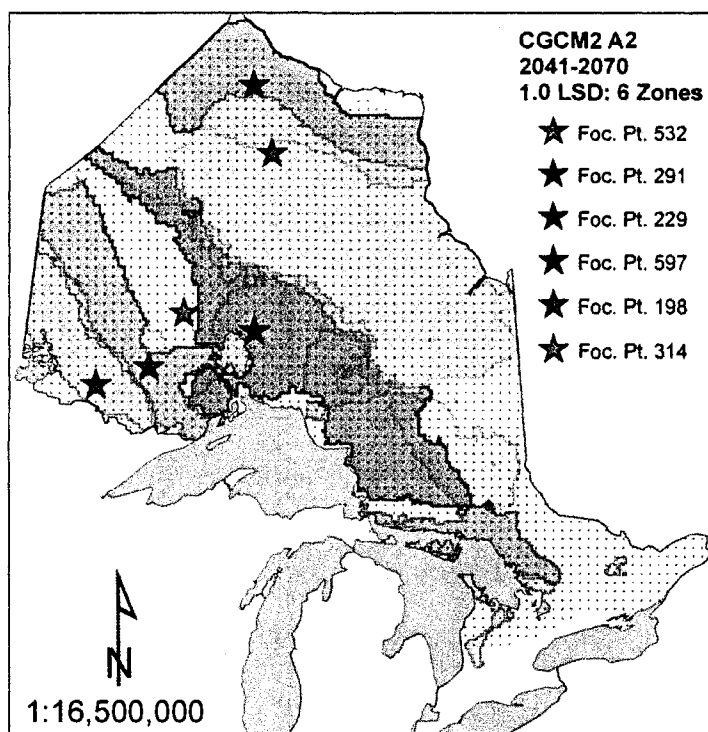 CGCM2 A2
2041-2070
1.0 LSD: 6 Zones
Foc. Pt. 532
Foc. Pt. 291
Foc. Pt. 229
Foc. Pt. 597
Foc. Pt. 198
Foc. Pt. 314
N
1:16,500,000